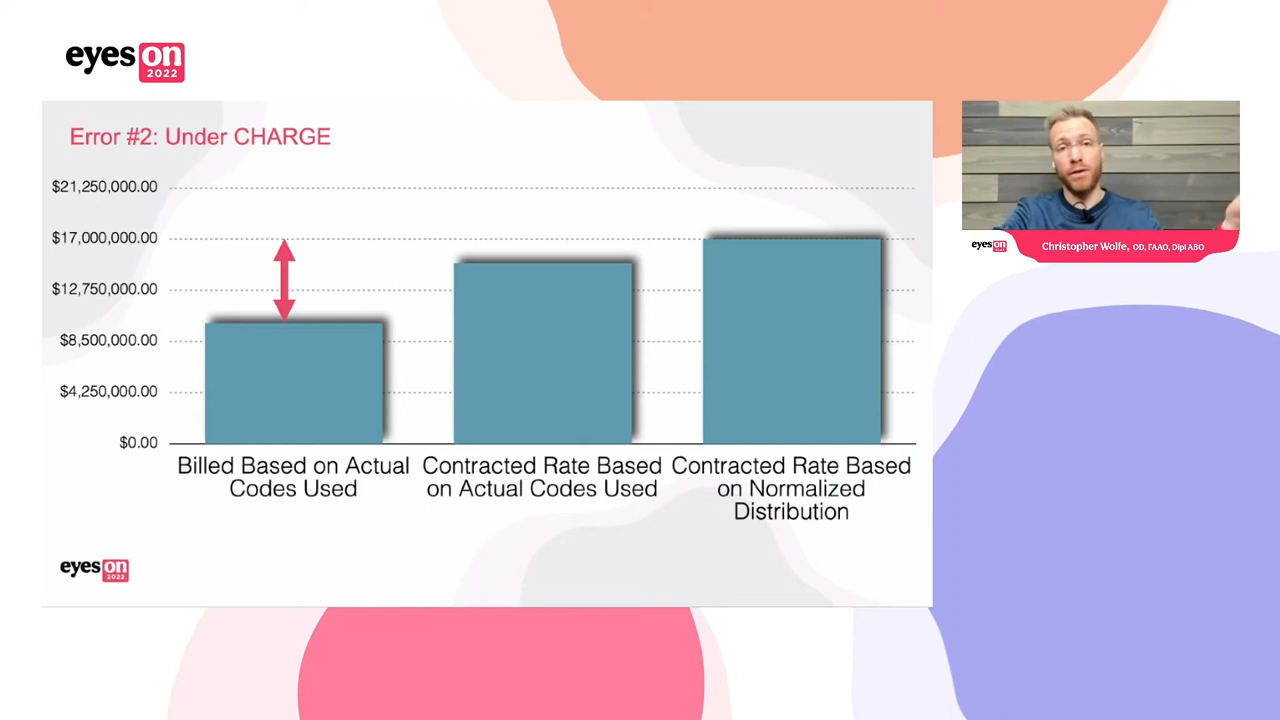 eyes on
2022
Error #2: Under CHARGE
$21,250,000.00
$17,000,000.00
$12,750,000.00
$8,500,000.00
$4,250,000.00
$0.00
Billed Based on Actual
Codes Used
Contracted Rate Based
on Actual Codes Used
Contracted Rate Based
on Normalized
Distribution
eyes on
2022
eyes on
2022
Christopher Wolfe, OD, FAAO, Dipl ABO